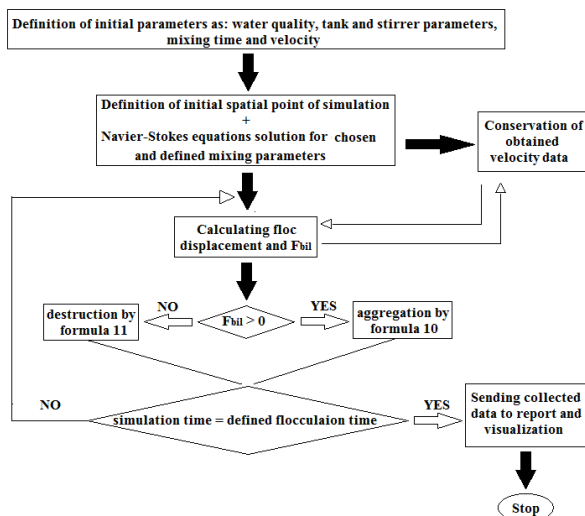 Definition of initial parameters as: water quality, tank and stirrer parameters,
mixing time and velocity
Definition of initial spatial point of simulation
+
Navier-Stokes equations solution for chosen
and defined mixing parameters
Conservation of
obtained
velocity data
Calculating floc
displacement and Fbil
NO
YES
destruction by
formula 11
Fbil > 0
aggregation by
formula 10
NO
simulation time = defined flocculaion time
YES
Sending collected
data to report and
visualization
Stop